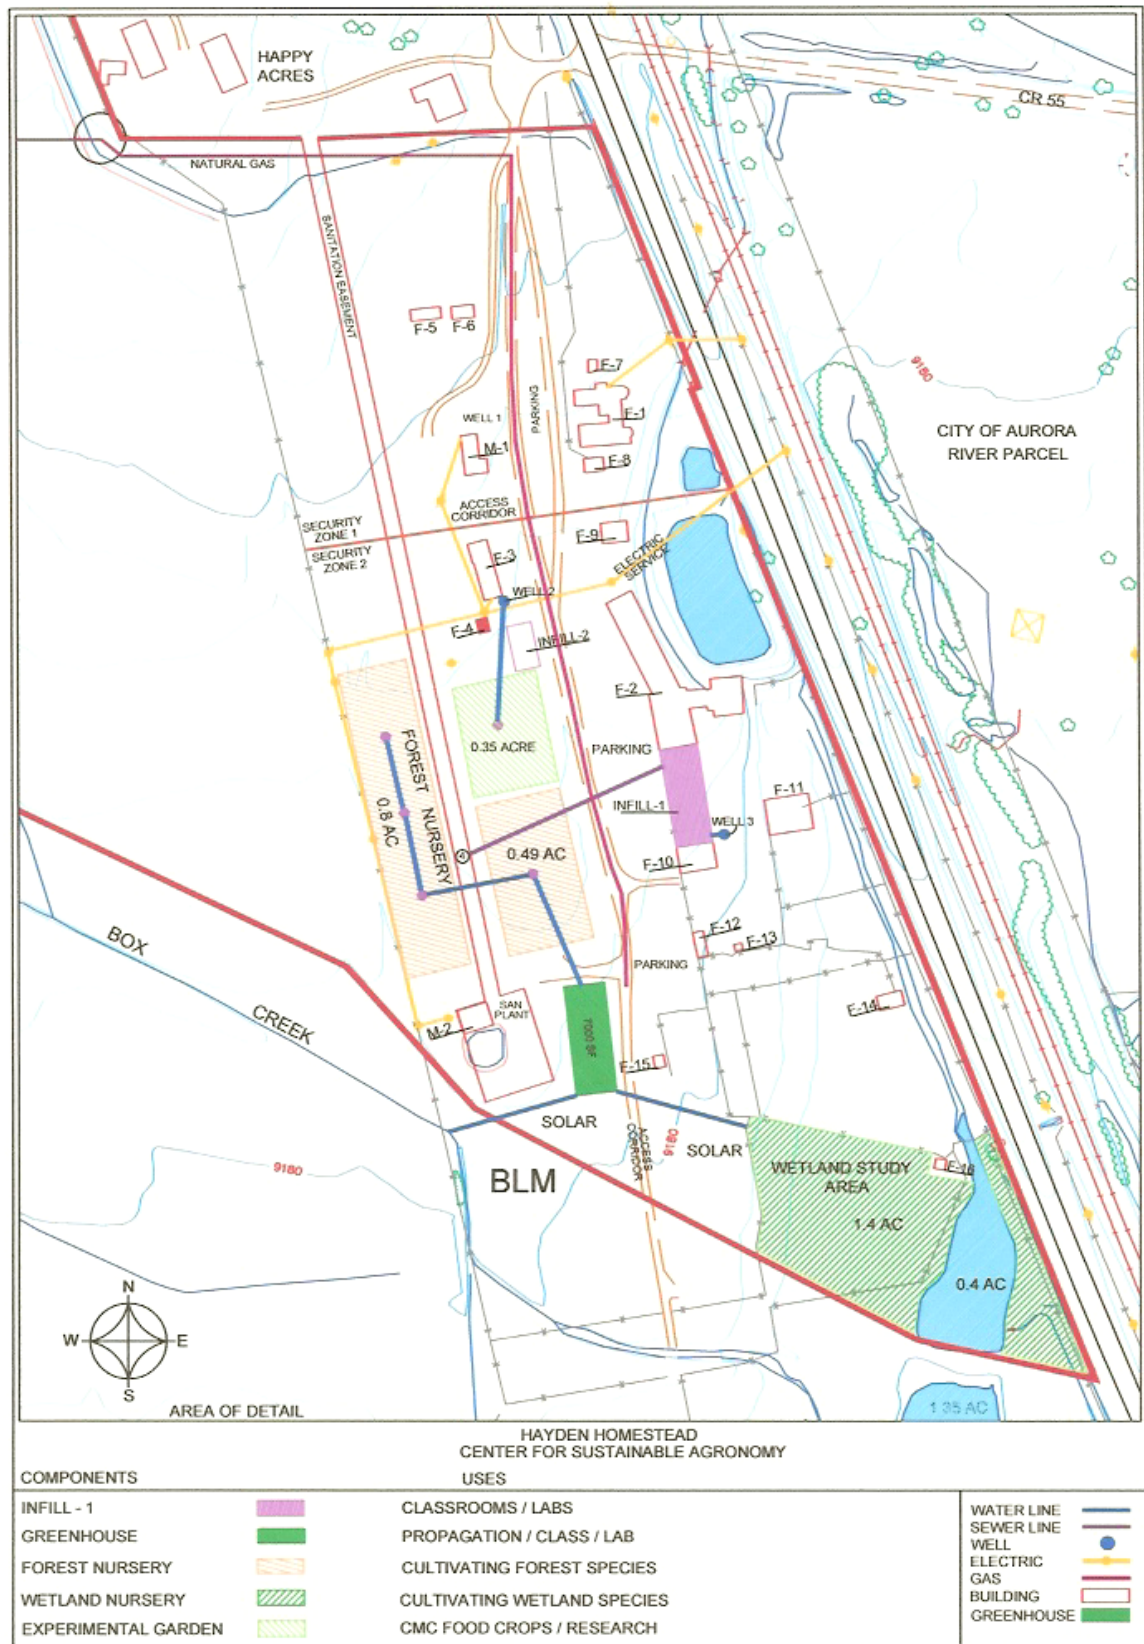 HAPPY
ACRES
CR 55
NATURAL GAS
SANITATION EASEMENT
F-5
F-6
F-7
9180
PARKING
WELL 1
F-1
CITY OF AURORA
RIVER PARCEL
M-1
F-8
ACCESS
CORRIDOR
SECURITY
ZONE 1
SECURITY
ZONE 2
F-9
ELECTRIC
SERVICE
F-3
WELL 2
F-4
INFILL-2
F-2
FOREST NURSERY
0.35 ACRE
PARKING
0.8 AC
INFILL-1
F-11
WELL 3
0.49 AC
F-10
BOX
CREEK
F-12
F-13
PARKING
SAN
PLANT
M-2
F-14
7000 SF
F-15
SOLAR
ACCESS
CORRIDOR
9180
SOLAR
9180
BLM
WETLAND STUDY
AREA
F-16
1.4 AC
0.4 AC
N
W
E
S
AREA OF DETAIL
1.35 AC
HAYDEN HOMESTEAD
CENTER FOR SUSTAINABLE AGRONOMY
COMPONENTS USES
INFILL - 1 CLASSROOMS / LABS
GREENHOUSE PROPAGATION / CLASS / LAB
FOREST NURSERY CULTIVATING FOREST SPECIES
WETLAND NURSERY CULTIVATING WETLAND SPECIES
EXPERIMENTAL GARDEN CMC FOOD CROPS / RESEARCH
WATER LINE
SEWER LINE
WELL
ELECTRIC
GAS
BUILDING
GREENHOUSE